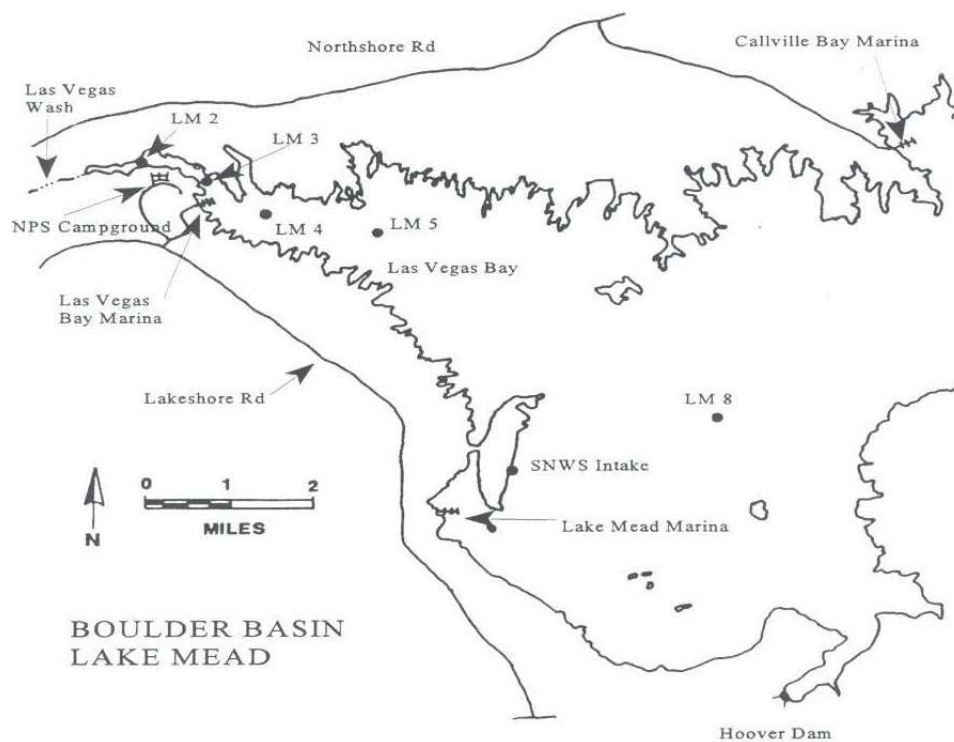 Northshore Rd
Callville Bay Marina
Las Vegas
Wash
LM 2
LM 3
NPS Campground
LM 4
LM 5
Las Vegas Bay
Las Vegas
Bay Marina
Lakeshore Rd
LM 8
SNWS Intake
0 1 2
MILES
N
Lake Mead Marina
BOULDER BASIN
LAKE MEAD
Hoover Dam